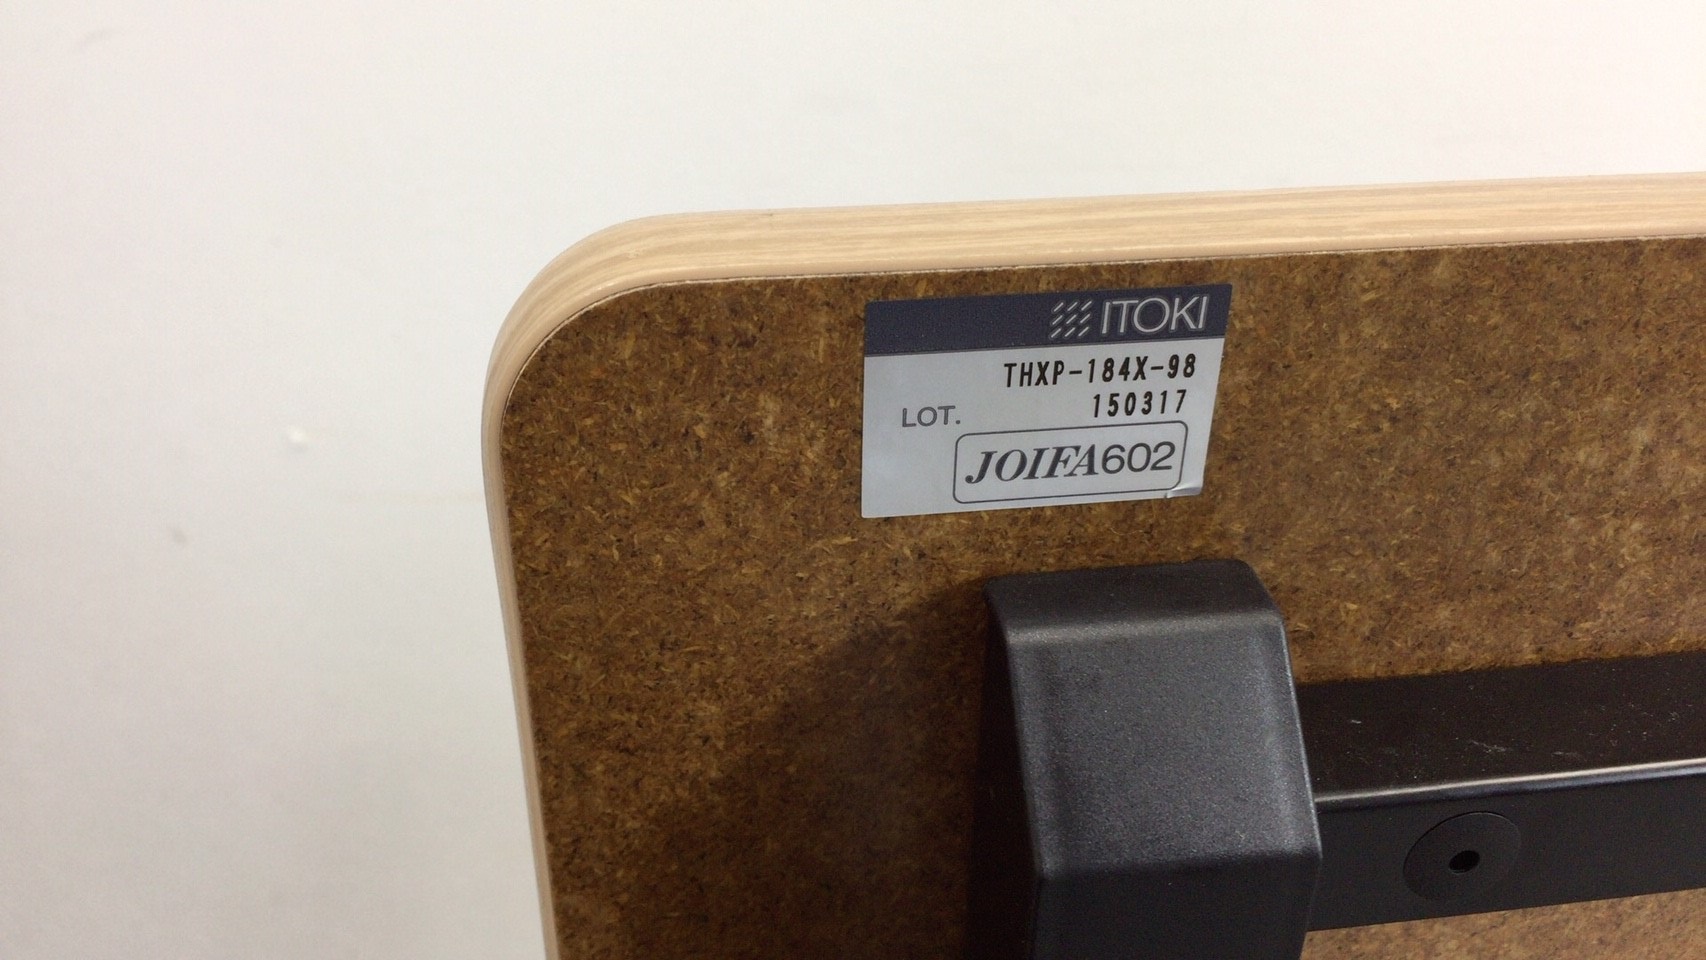 ITOKI
THXP-184X-98
LOT. 150317
JOIFA602